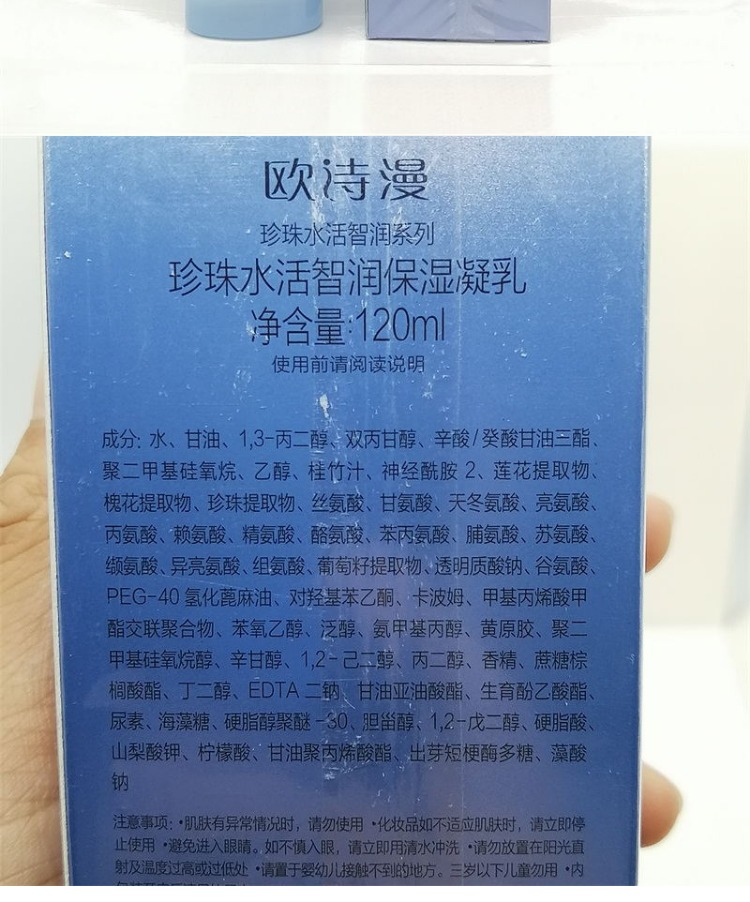 欧诗漫
珍珠水活智润系列
珍珠水活智润保湿凝乳
净含量:120ml
使用前请阅读说明
成分: 水、甘油、1,3-丙二醇、双丙甘醇、辛酸/癸酸甘油三酯、
聚二甲基硅氧烷、乙醇、桂竹汁、神经酰胺 2、莲花提取物、
槐花提取物、珍珠提取物、丝氨酸、甘氨酸、天冬氨酸、亮氨酸、
丙氨酸、赖氨酸、精氨酸、酪氨酸、苯丙氨酸、脯氨酸、苏氨酸、
缬氨酸、异亮氨酸、组氨酸、葡萄籽提取物、透明质酸钠、谷氨酸、
PEG-40 氢化蓖麻油、对羟基苯乙酮、卡波姆、甲基丙烯酸甲
酯交联聚合物、苯氧乙醇、泛醇、氨甲基丙醇、黄原胶、聚二
甲基硅氧烷醇、辛甘醇、1,2-己二醇、丙二醇、香精、蔗糖棕
榈酸酯、丁二醇、EDTA 二钠、甘油亚油酸酯、生育酚乙酸酯、
尿素、海藻糖、硬脂醇聚醚-30、胆甾醇、1,2-戊二醇、硬脂酸、
山梨酸钾、柠檬酸、甘油聚丙烯酸酯、出芽短梗酶多糖、藻酸
钠
注意事项: •肌肤有异常情况时，请勿使用 •化妆品如不适应肌肤时，请立即停
止使用 •避免进入眼睛。如不慎入眼，请立即用清水冲洗 •请勿放置在阳光直
射及温度过高或过低处 •请置于婴幼儿接触不到的地方。三岁以下儿童勿用 •内